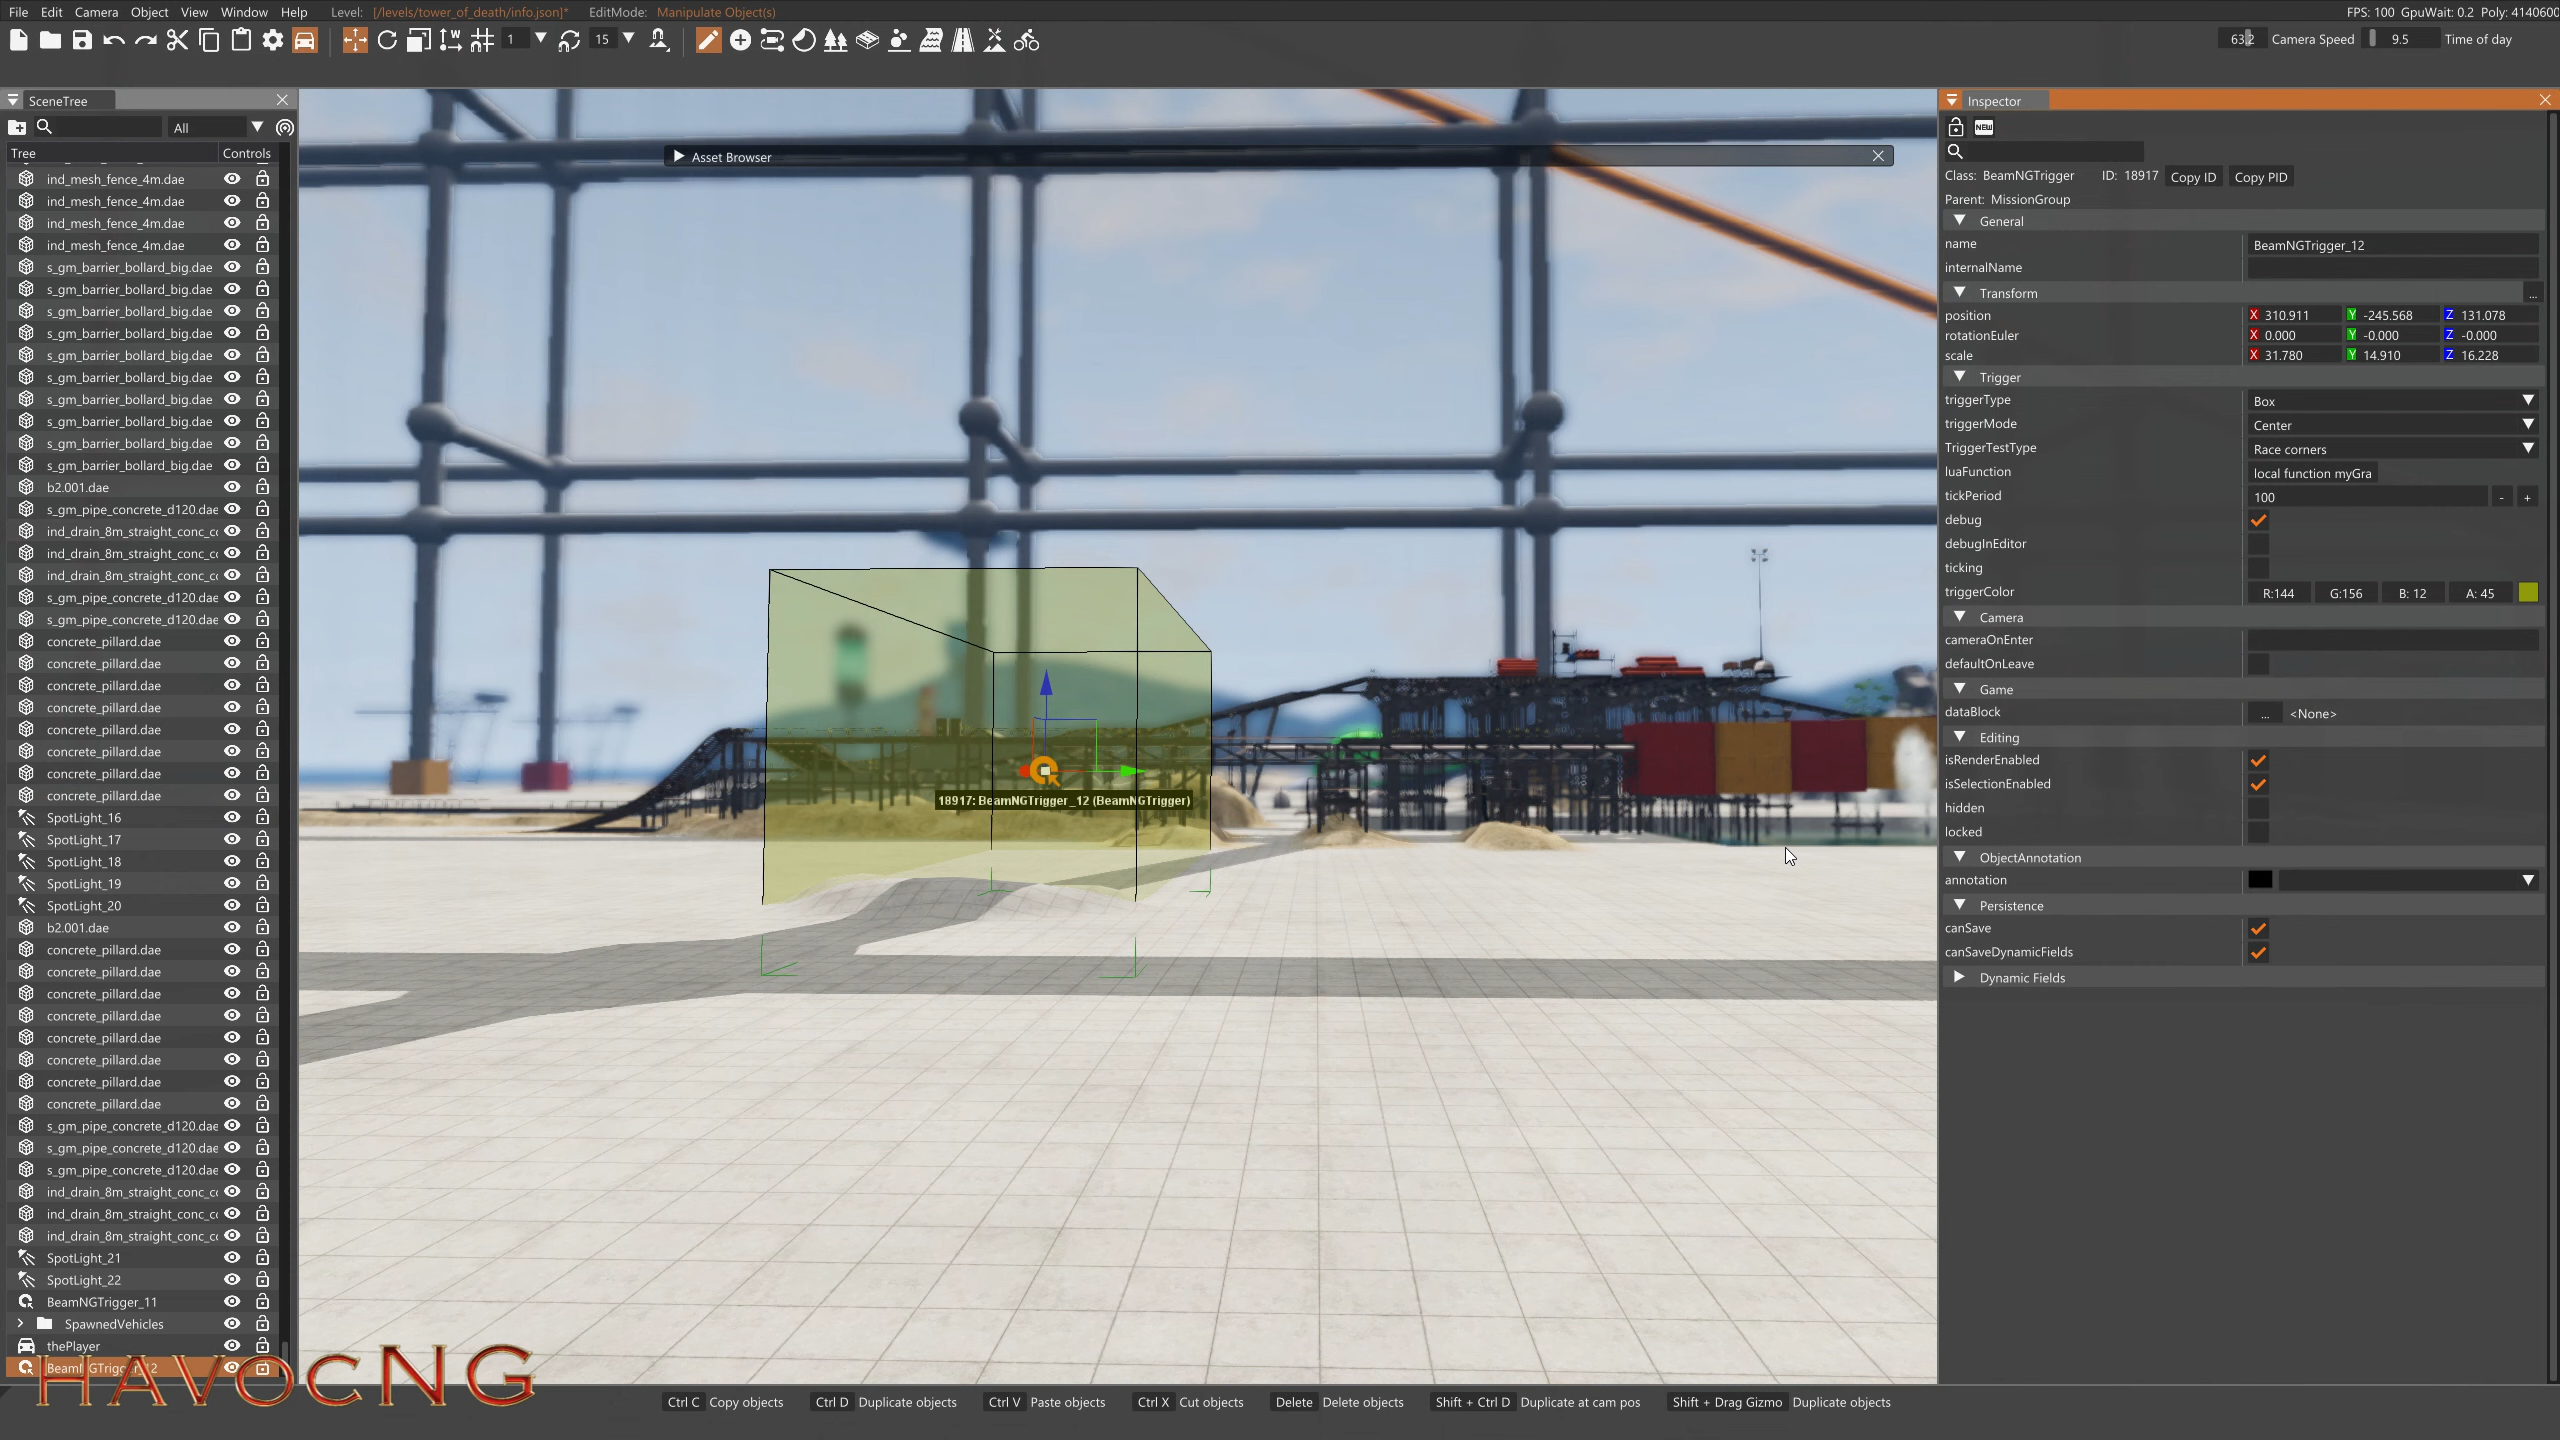 File Edit Camera Object View Window Help Level: [/levels/tower_of_death/info.json]* EditMode: Manipulate Object(s) FPS: 100 GpuWait: 0.2 Poly: 4140600
1 15 63.2 Camera Speed 9.5 Time of day
SceneTree
All
Tree Controls
ind_mesh_fence_4m.dae
ind_mesh_fence_4m.dae
ind_mesh_fence_4m.dae
ind_mesh_fence_4m.dae
s_gm_barrier_bollard_big.dae
s_gm_barrier_bollard_big.dae
s_gm_barrier_bollard_big.dae
s_gm_barrier_bollard_big.dae
s_gm_barrier_bollard_big.dae
s_gm_barrier_bollard_big.dae
s_gm_barrier_bollard_big.dae
s_gm_barrier_bollard_big.dae
s_gm_barrier_bollard_big.dae
s_gm_barrier_bollard_big.dae
b2.001.dae
s_gm_pipe_concrete_d120.dae
ind_drain_8m_straight_conc_cc
ind_drain_8m_straight_conc_cc
ind_drain_8m_straight_conc_cc
s_gm_pipe_concrete_d120.dae
s_gm_pipe_concrete_d120.dae
concrete_pillard.dae
concrete_pillard.dae
concrete_pillard.dae
concrete_pillard.dae
concrete_pillard.dae
concrete_pillard.dae
concrete_pillard.dae
concrete_pillard.dae
SpotLight_16
SpotLight_17
SpotLight_18
SpotLight_19
SpotLight_20
b2.001.dae
concrete_pillard.dae
concrete_pillard.dae
concrete_pillard.dae
concrete_pillard.dae
concrete_pillard.dae
concrete_pillard.dae
concrete_pillard.dae
concrete_pillard.dae
s_gm_pipe_concrete_d120.dae
s_gm_pipe_concrete_d120.dae
s_gm_pipe_concrete_d120.dae
ind_drain_8m_straight_conc_cc
ind_drain_8m_straight_conc_cc
ind_drain_8m_straight_conc_cc
SpotLight_21
SpotLight_22
BeamNGTrigger_11
SpawnedVehicles
thePlayer
BeamNGTrigger_12
HAVOCNG
Asset Browser
18917: BeamNGTrigger_12 (BeamNGTrigger)
Inspector
NEW
Class: BeamNGTrigger ID: 18917 Copy ID Copy PID
Parent: MissionGroup
General
name BeamNGTrigger_12
internalName
Transform ...
position X 310.911 Y -245.568 Z 131.078
rotationEuler X 0.000 Y -0.000 Z -0.000
scale X 31.780 Y 14.910 Z 16.228
Trigger
triggerType Box
triggerMode Center
TriggerTestType Race corners
luaFunction local function myGra
tickPeriod 100 - +
debug
debugInEditor
ticking
triggerColor R:144 G:156 B: 12 A: 45
Camera
cameraOnEnter
defaultOnLeave
Game
dataBlock ... <None>
Editing
isRenderEnabled
isSelectionEnabled
hidden
locked
ObjectAnnotation
annotation
Persistence
canSave
canSaveDynamicFields
Dynamic Fields
Ctrl C Copy objects Ctrl D Duplicate objects Ctrl V Paste objects Ctrl X Cut objects Delete Delete objects Shift + Ctrl D Duplicate at cam pos Shift + Drag Gizmo Duplicate objects